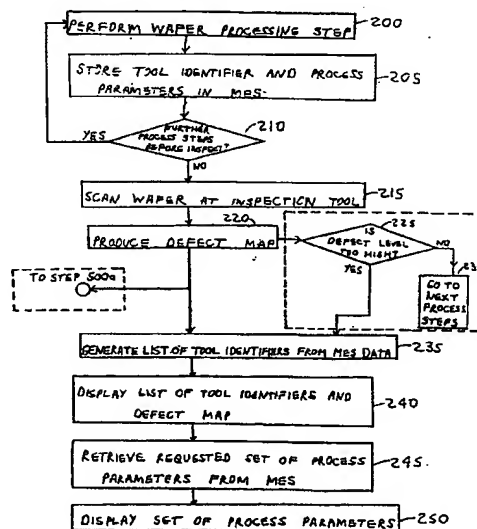 PERFORM WAFER PROCESSING STEP
200
STORE TOOL IDENTIFIER AND PROCESS
PARAMETERS IN MES
205
FURTHER
PROCESS STEPS
BEFORE INSPECT?
210
YES
NO
SCAN WAFER AT INSPECTION TOOL
215
220
PRODUCE DEFECT MAP
225
IS
DEFECT LEVEL
TOO HIGH?
NO
YES
23
GO TO
NEXT
PROCESS
STEPS
TO STEP 500a
GENERATE LIST OF TOOL IDENTIFIERS FROM MES DATA
235
DISPLAY LIST OF TOOL IDENTIFIERS AND
DEFECT MAP
240
RETRIEVE REQUESTED SET OF PROCESS
PARAMETERS FROM MES
245
DISPLAY SET OF PROCESS PARAMETERS
250